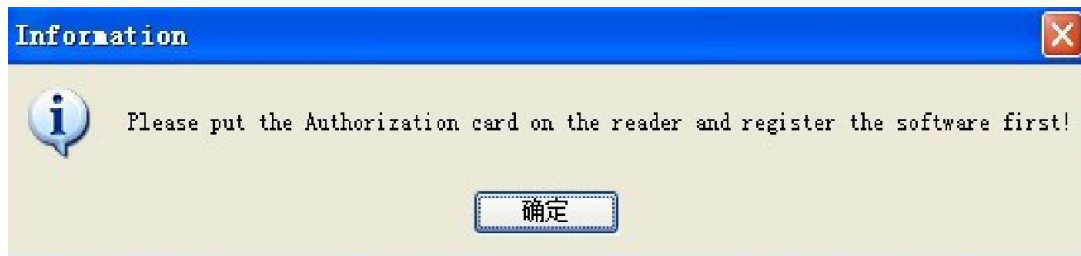 Information
Please put the Authorization card on the reader and register the software first!
确定